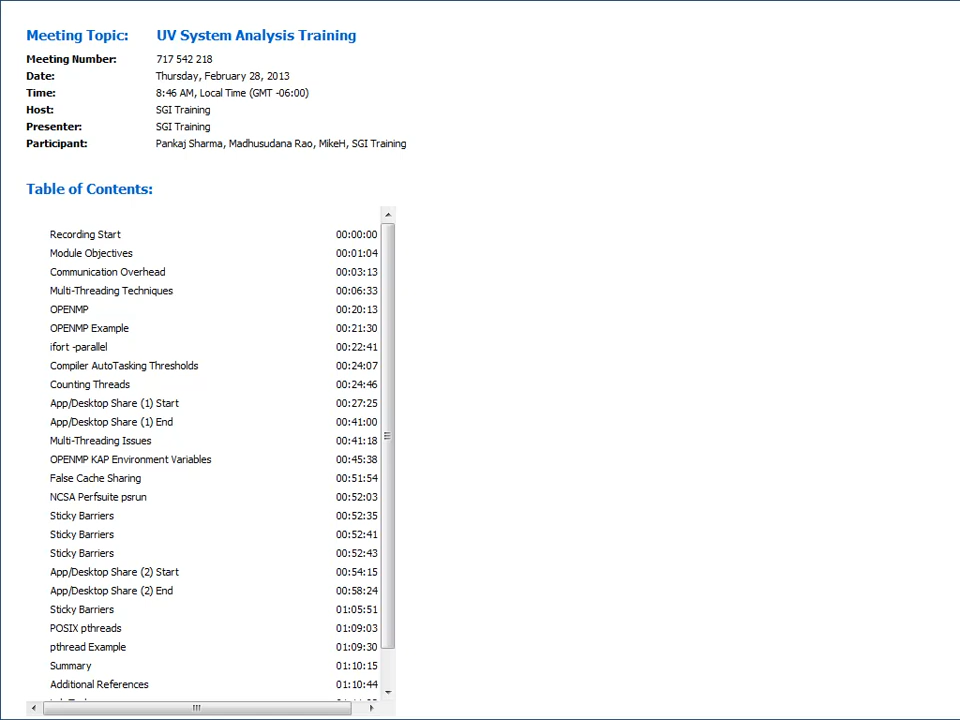 Meeting Topic: UV System Analysis Training
Meeting Number: 717 542 218
Date: Thursday, February 28, 2013
Time: 8:46 AM, Local Time (GMT -06:00)
Host: SGI Training
Presenter: SGI Training
Participant: Pankaj Sharma, Madhusudana Rao, MikeH, SGI Training
Table of Contents:
Recording Start 00:00:00
Module Objectives 00:01:04
Communication Overhead 00:03:13
Multi-Threading Techniques 00:06:33
OPENMP 00:20:13
OPENMP Example 00:21:30
ifort -parallel 00:22:41
Compiler AutoTasking Thresholds 00:24:07
Counting Threads 00:24:46
App/Desktop Share (1) Start 00:27:25
App/Desktop Share (1) End 00:41:00
Multi-Threading Issues 00:41:18
OPENMP KAP Environment Variables 00:45:38
False Cache Sharing 00:51:54
NCSA Perfsuite psrun 00:52:03
Sticky Barriers 00:52:35
Sticky Barriers 00:52:41
Sticky Barriers 00:52:43
App/Desktop Share (2) Start 00:54:15
App/Desktop Share (2) End 00:58:24
Sticky Barriers 01:05:51
POSIX pthreads 01:09:03
pthread Example 01:09:30
Summary 01:10:15
Additional References 01:10:44